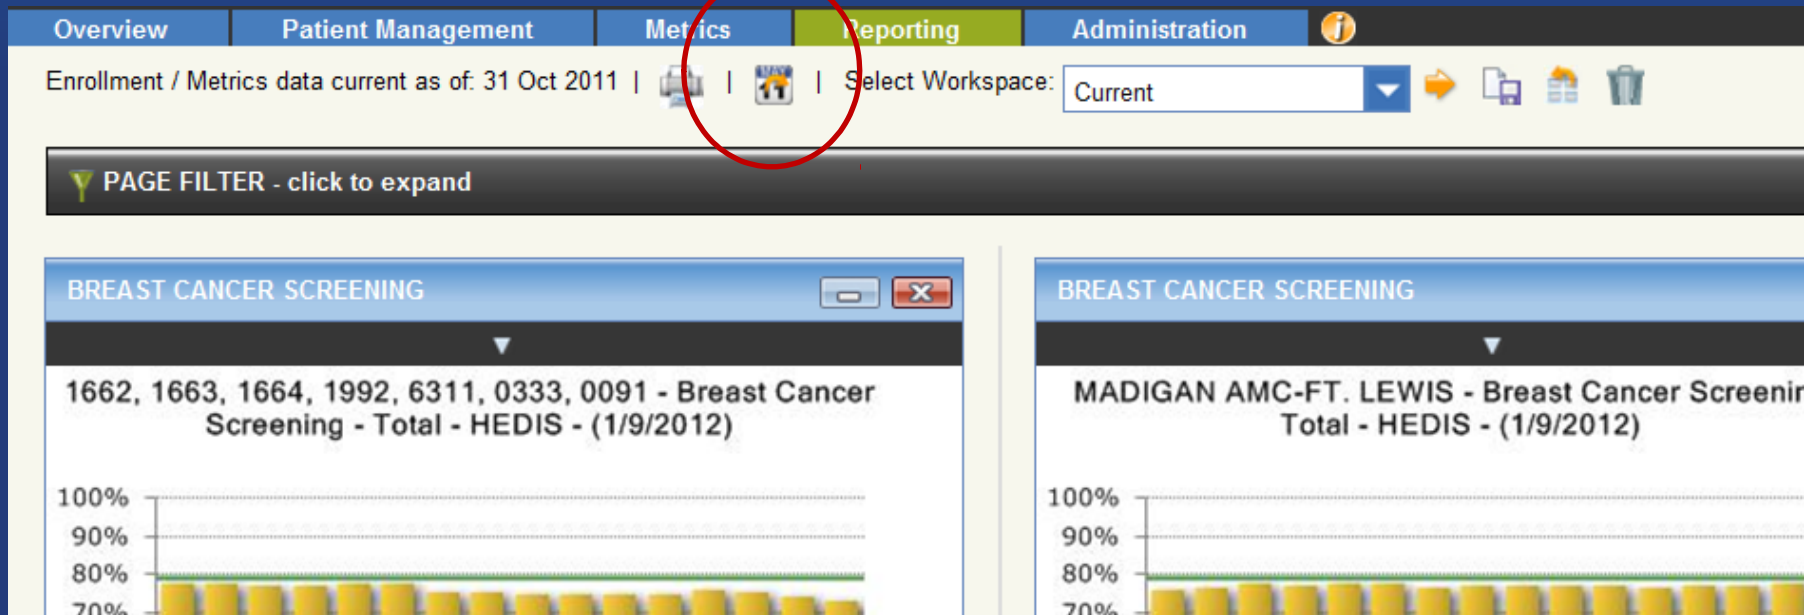 Overview Patient Management Metrics Reporting Administration
Enrollment / Metrics data current as of: 31 Oct 2011 | | | Select Workspace: Current
PAGE FILTER - click to expand
BREAST CANCER SCREENING
1662, 1663, 1664, 1992, 6311, 0333, 0091 - Breast Cancer
Screening - Total - HEDIS - (1/9/2012)
100%
90%
80%
70%
BREAST CANCER SCREENING
MADIGAN AMC-FT. LEWIS - Breast Cancer
Total - HEDIS - (1/9/2012)
100%
90%
80%
70%